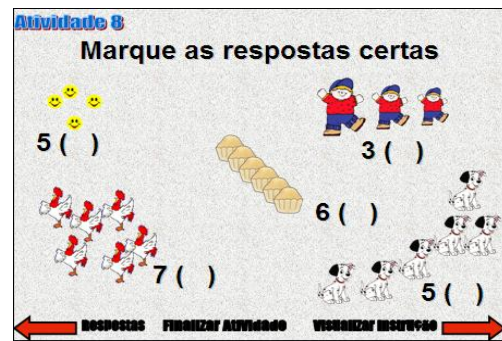 Atividade 8
Marque as respostas certas
5 (   )
3 (   )
6 (   )
7 (   )
5 (   )
Respostas Finalizar Atividade Visualizar Instrução